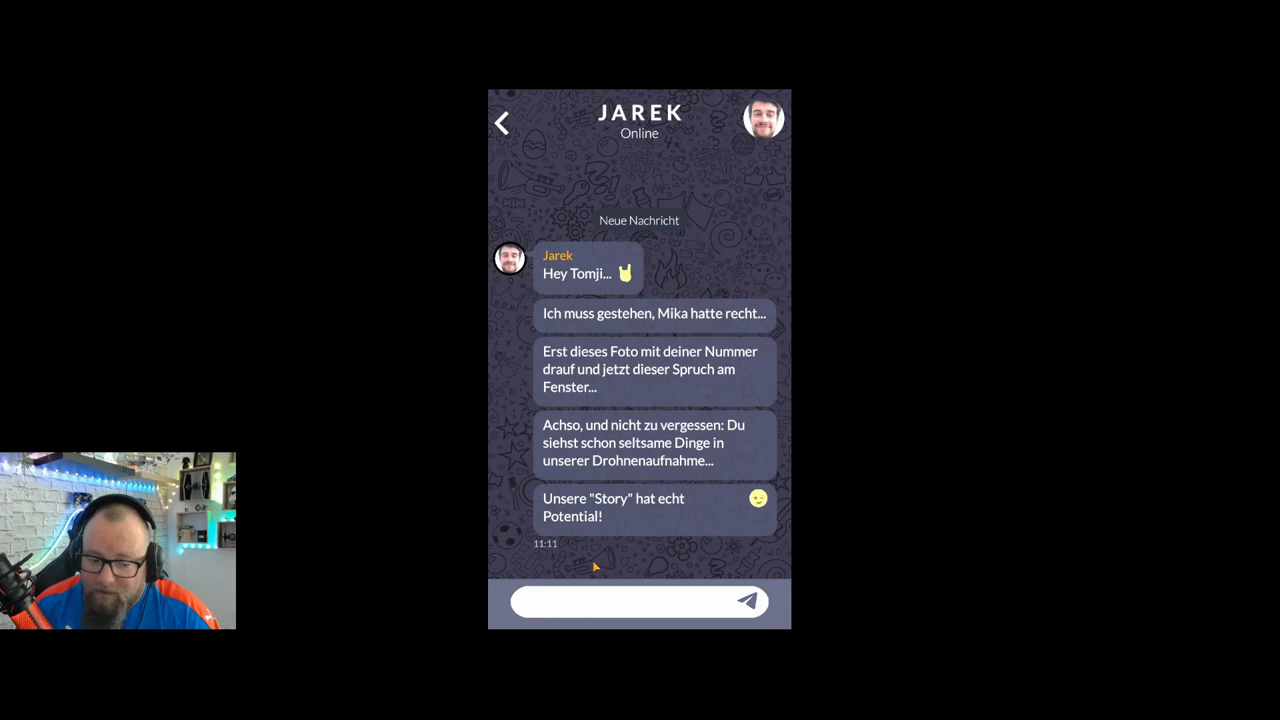 JAREK
Online
Neue Nachricht
Jarek
Hey Tomji...
Ich muss gestehen, Mika hatte recht...
Erst dieses Foto mit deiner Nummer
drauf und jetzt dieser Spruch am
Fenster...
Achso, und nicht zu vergessen: Du
siehst schon seltsame Dinge in
unserer Drohnenaufnahme...
Unsere "Story" hat echt
Potential!
11:11